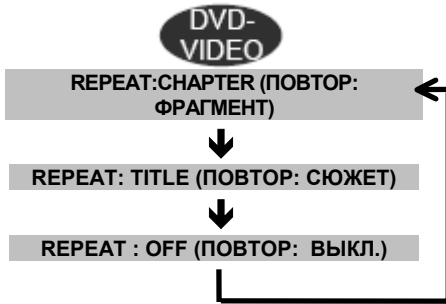 DVD-
VIDEO
REPEAT:CHAPTER (ПОВТОР:
ФРАГМЕНТ)
REPEAT: TITLE (ПОВТОР: СЮЖЕТ)
REPEAT : OFF (ПОВТОР: ВЫКЛ.)